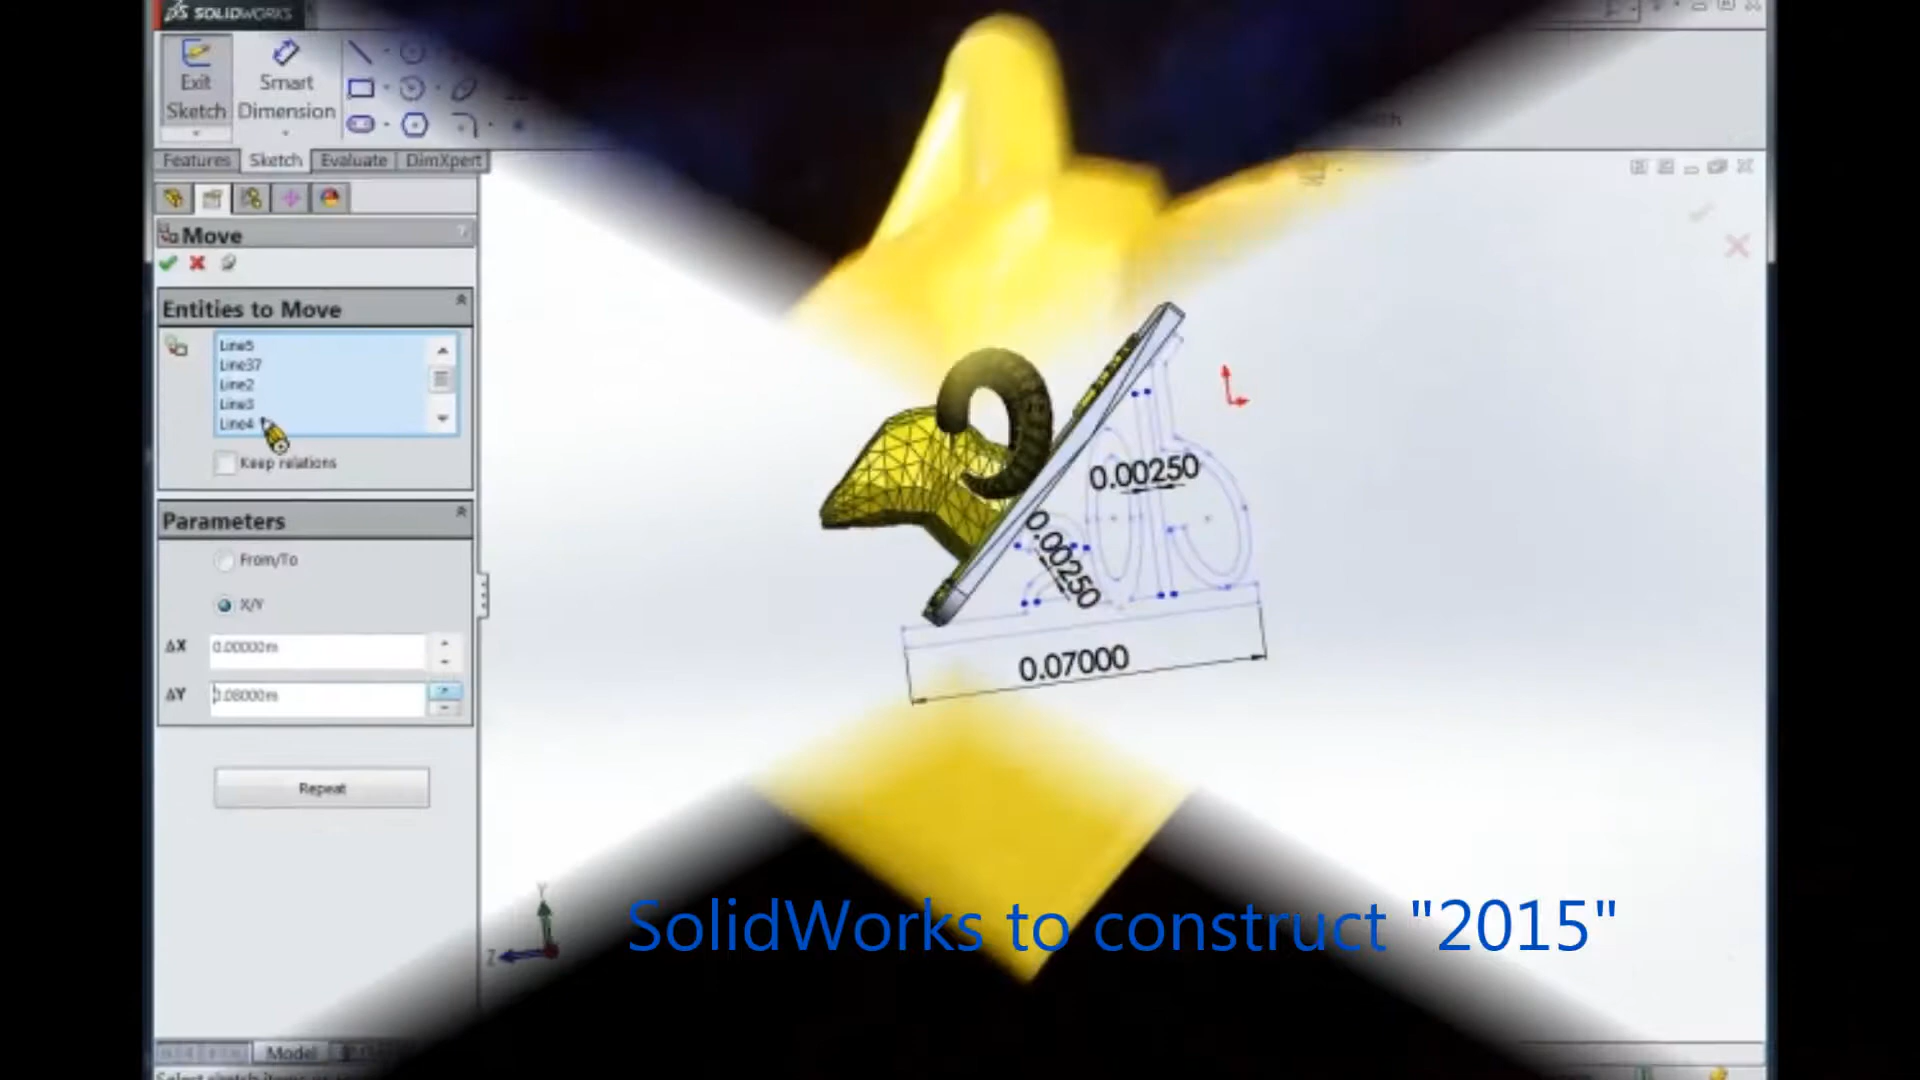 SOLIDWORKS
Exit
Sketch
Smart
Dimension
Features
Sketch
Evaluate
DimXpert
Move
?
Entities to Move
Line5
Line37
Line2
Line3
Line4
Keep relations
Parameters
From/To
X/Y
ΔX
0.00000m
ΔY
0.08000m
Repeat
0.00250
0.00250
0.07000
Y
Z
SolidWorks to construct "2015"
Model